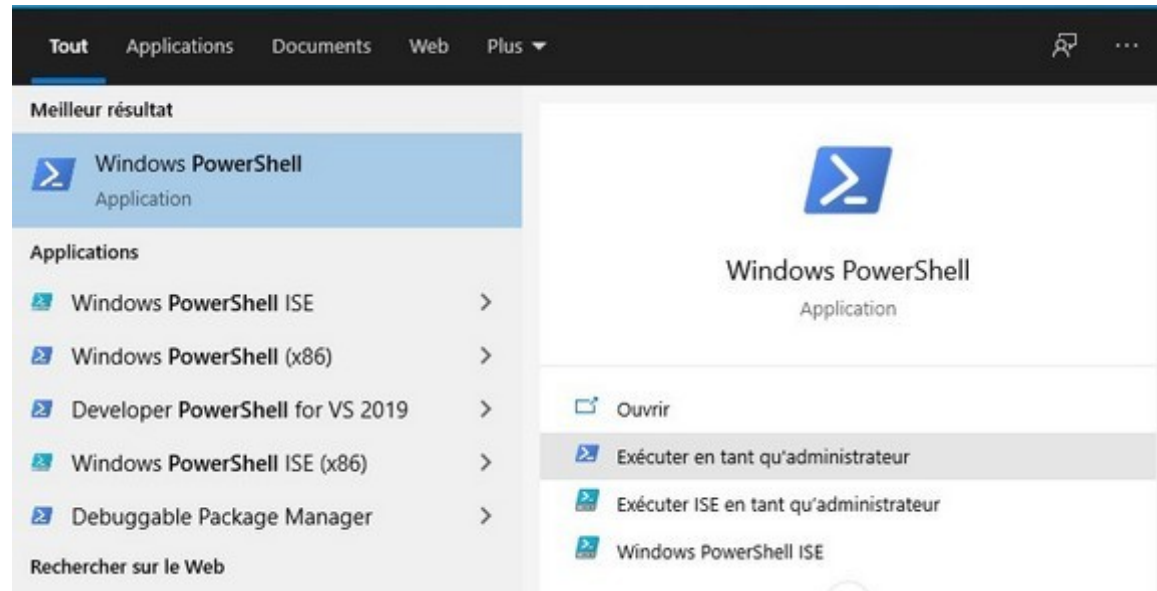 Tout Applications Documents Web Plus
Meilleur résultat
Windows PowerShell
Application
Applications
Windows PowerShell ISE
Windows PowerShell (x86)
Developer PowerShell for VS 2019
Windows PowerShell ISE (x86)
Debuggable Package Manager
Rechercher sur le Web
Windows PowerShell
Application
Ouvrir
Exécuter en tant qu'administrateur
Exécuter ISE en tant qu'administrateur
Windows PowerShell ISE